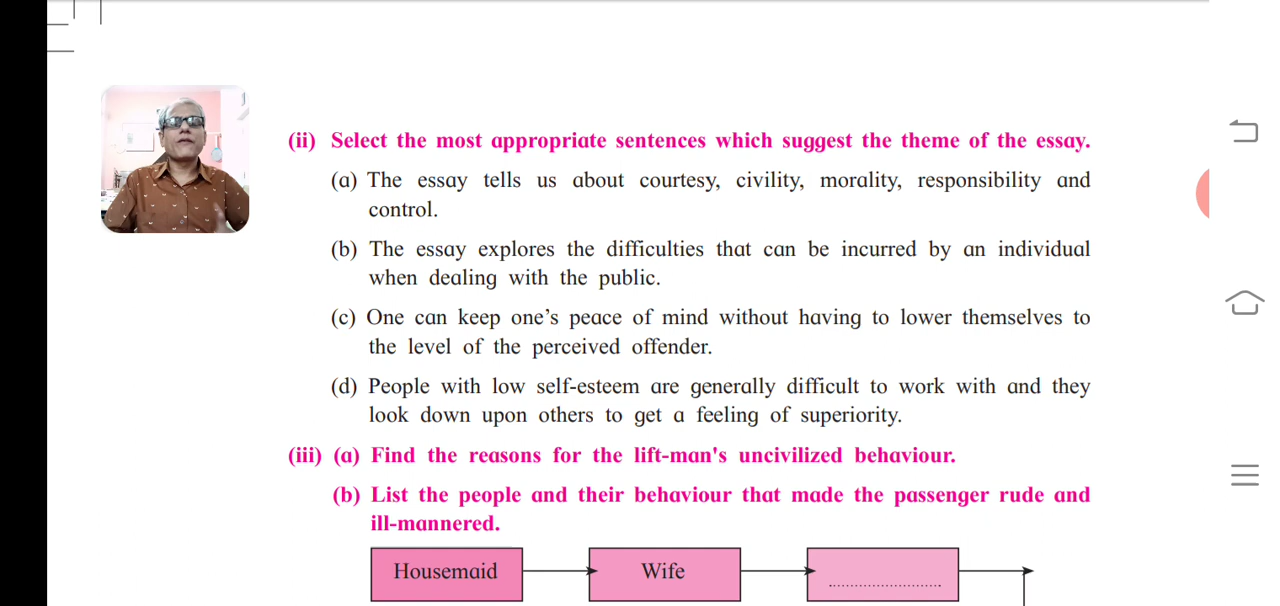 (ii) Select the most appropriate sentences which suggest the theme of the essay.
(a) The essay tells us about courtesy, civility, morality, responsibility and
control.
(b) The essay explores the difficulties that can be incurred by an individual
when dealing with the public.
(c) One can keep one’s peace of mind without having to lower themselves to
the level of the perceived offender.
(d) People with low self-esteem are generally difficult to work with and they
look down upon others to get a feeling of superiority.
(iii) (a) Find the reasons for the lift-man's uncivilized behaviour.
(b) List the people and their behaviour that made the passenger rude and
ill-mannered.
Housemaid Wife ........................